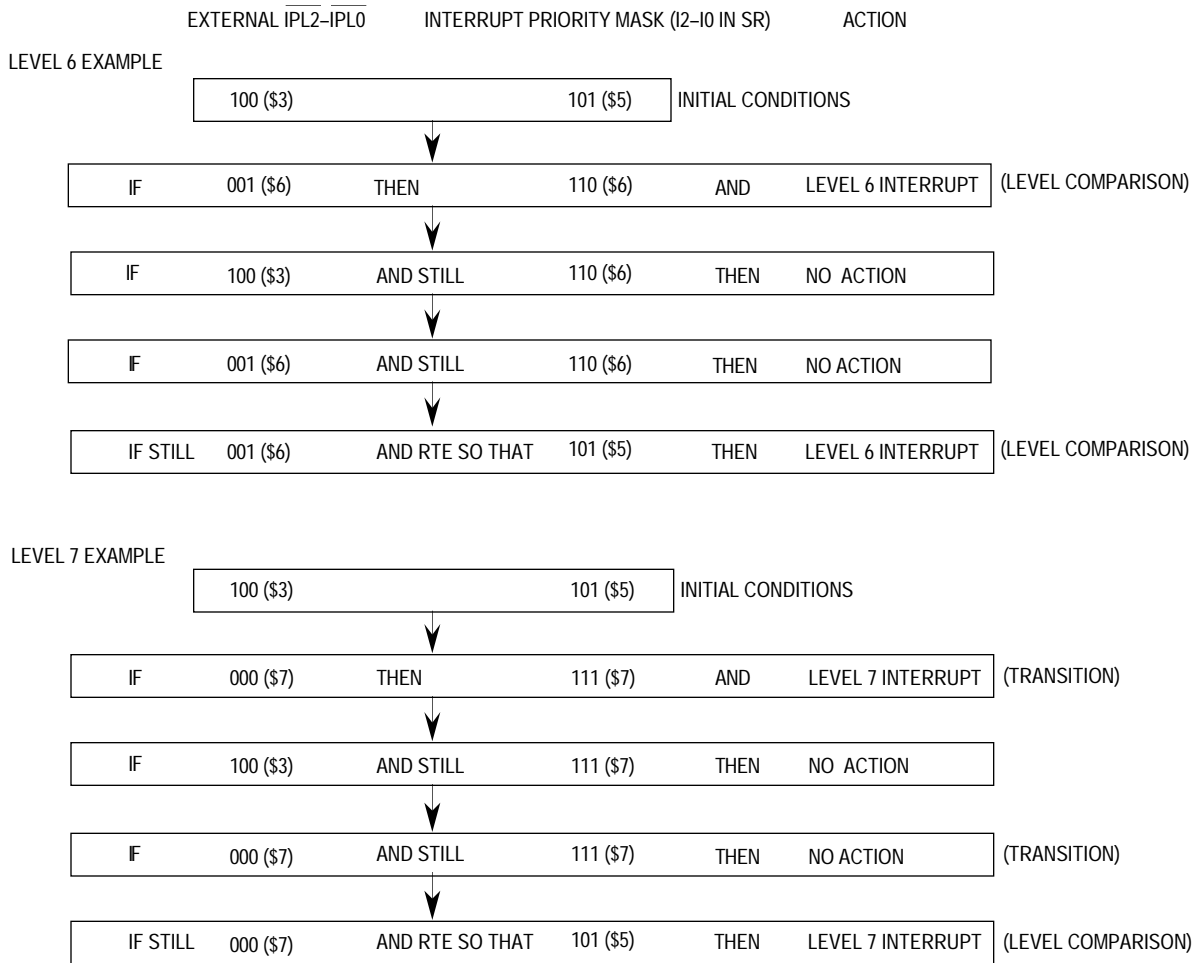 EXTERNAL IPL2–IPL0 INTERRUPT PRIORITY MASK (I2–I0 IN SR) ACTION
LEVEL 6 EXAMPLE
100 ($3) 101 ($5) INITIAL CONDITIONS
IF 001 ($6) THEN 110 ($6) AND LEVEL 6 INTERRUPT (LEVEL COMPARISON)
IF 100 ($3) AND STILL 110 ($6) THEN NO ACTION
IF 001 ($6) AND STILL 110 ($6) THEN NO ACTION
IF STILL 001 ($6) AND RTE SO THAT 101 ($5) THEN LEVEL 6 INTERRUPT (LEVEL COMPARISON)
LEVEL 7 EXAMPLE
100 ($3) 101 ($5) INITIAL CONDITIONS
IF 000 ($7) THEN 111 ($7) AND LEVEL 7 INTERRUPT (TRANSITION)
IF 100 ($3) AND STILL 111 ($7) THEN NO ACTION
IF 000 ($7) AND STILL 111 ($7) THEN NO ACTION (TRANSITION)
IF STILL 000 ($7) AND RTE SO THAT 101 ($5) THEN LEVEL 7 INTERRUPT (LEVEL COMPARISON)